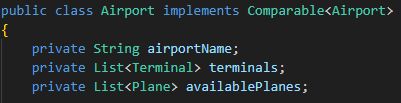 public class Airport implements Comparable<Airport>
{
    private String airportName;
    private List<Terminal> terminals;
    private List<Plane> availablePlanes;